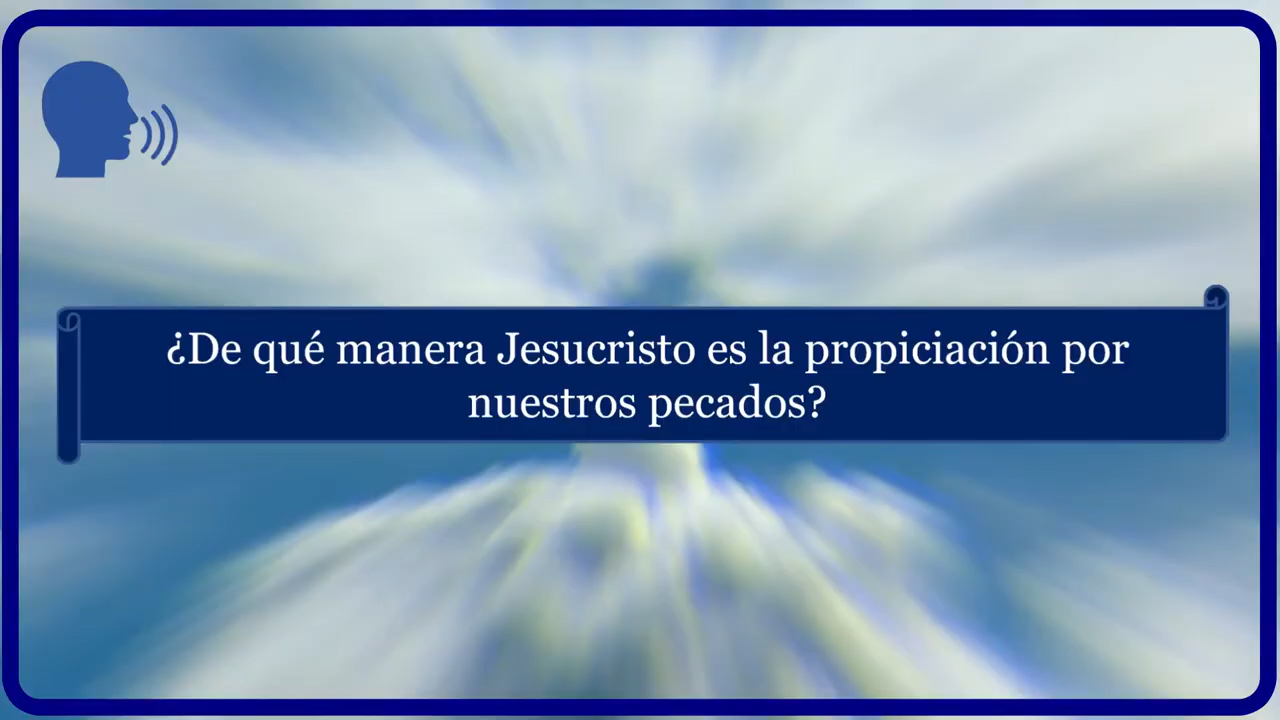 ¿De qué manera Jesucristo es la propiciación por
nuestros pecados?